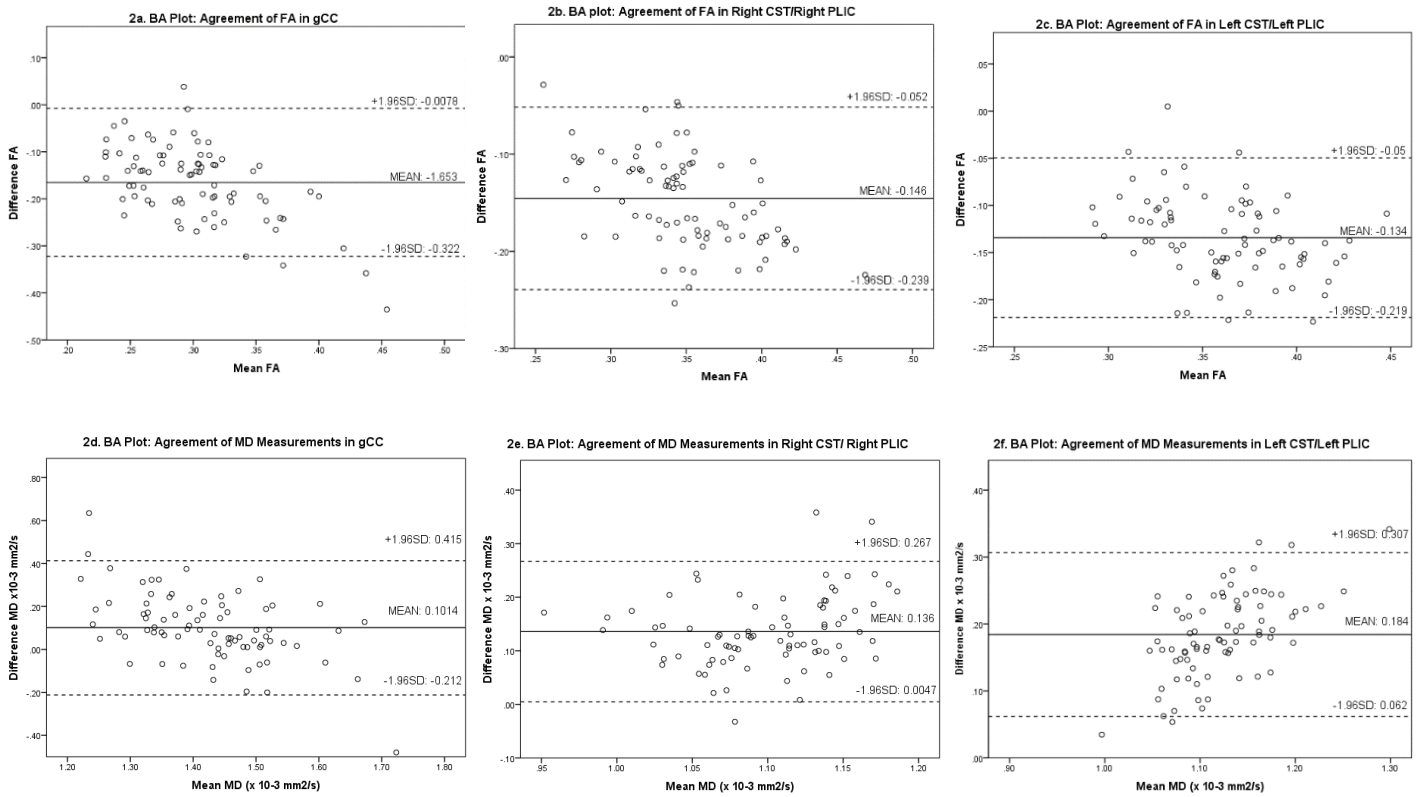 2a. BA Plot: Agreement of FA in gCC
Difference FA
.10
.00
-.10
-.20
-.30
-.40
-.50
+1.96SD: -0.0078
MEAN: -1.653
-1.96SD: -0.322
.20 .25 .30 .35 .40 .45 .50
Mean FA
2b. BA plot: Agreement of FA in Right CST/Right PLIC
Difference FA
.00
-.10
-.20
-.30
+1.96SD: -0.052
MEAN: -0.146
-1.96SD: -0.239
.25 .30 .35 .40 .45 .50
Mean FA
2c. BA Plot: Agreement of FA in Left CST/Left PLIC
Difference FA
.05
.00
-.05
-.10
-.15
-.20
-.25
+1.96SD: -0.05
MEAN: -0.134
-1.96SD: -0.219
.25 .30 .35 .40 .45
Mean FA
2d. BA Plot: Agreement of MD Measurements in gCC
Difference MD x 10-3 mm2/s
.80
.60
.40
.20
.00
-.20
-.40
+1.96SD: 0.415
MEAN: 0.1014
-1.96SD: -0.212
1.20 1.30 1.40 1.50 1.60 1.70 1.80
Mean MD (x 10-3 mm2/s)
2e. BA Plot: Agreement of MD Measurements in Right CST/ Right PLIC
Difference MD x10-3 mm2/s
.40
.30
.20
.10
.00
-.10
+1.96SD: 0.267
MEAN: 0.136
-1.96SD: 0.0047
.95 1.00 1.05 1.10 1.15 1.20
Mean MD (x 10-3 mm2/s)
2f. BA Plot: Agreement of MD Measurements in Left CST/Left PLIC
Difference MD x 10-3 mm2/s
.40
.30
.20
.10
.00
+1.96SD: 0.307
MEAN: 0.184
-1.96SD: 0.062
.90 1.00 1.10 1.20 1.30
Mean MD (x 10-3 mm2/s)